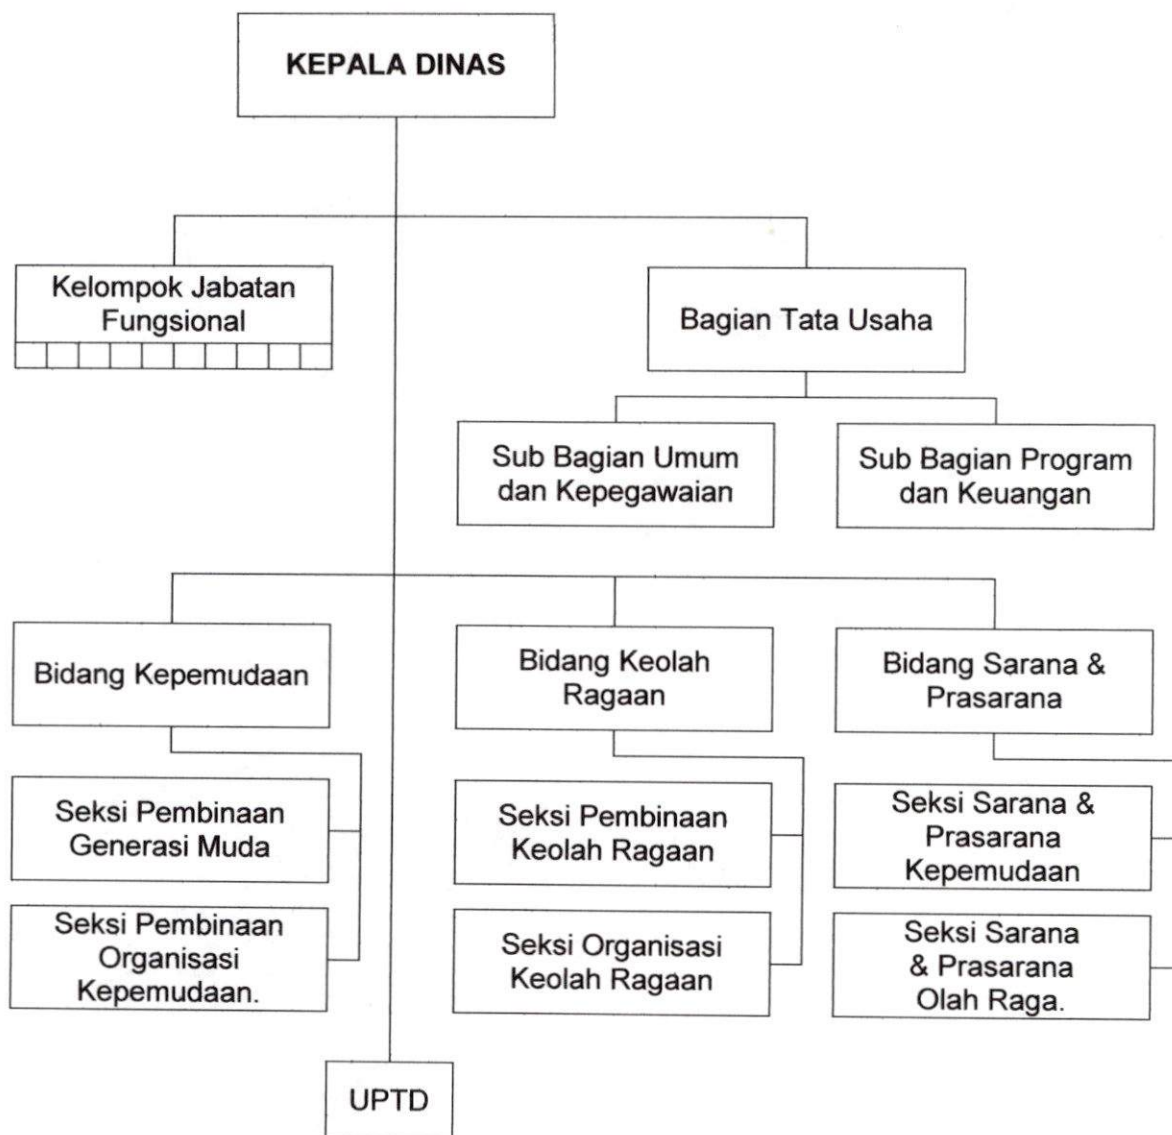 KEPALA DINAS
Kelompok Jabatan
Fungsional
Bagian Tata Usaha
Sub Bagian Umum
dan Kepegawaian
Sub Bagian Program
dan Keuangan
Bidang Kepemudaan
Bidang Keolah
Ragaan
Bidang Sarana &
Prasarana
Seksi Pembinaan
Generasi Muda
Seksi Pembinaan
Keolah Ragaan
Seksi Sarana &
Prasarana
Kepemudaan
Seksi Pembinaan
Organisasi
Kepemudaan.
Seksi Organisasi
Keolah Ragaan
Seksi Sarana
& Prasarana
Olah Raga.
UPTD